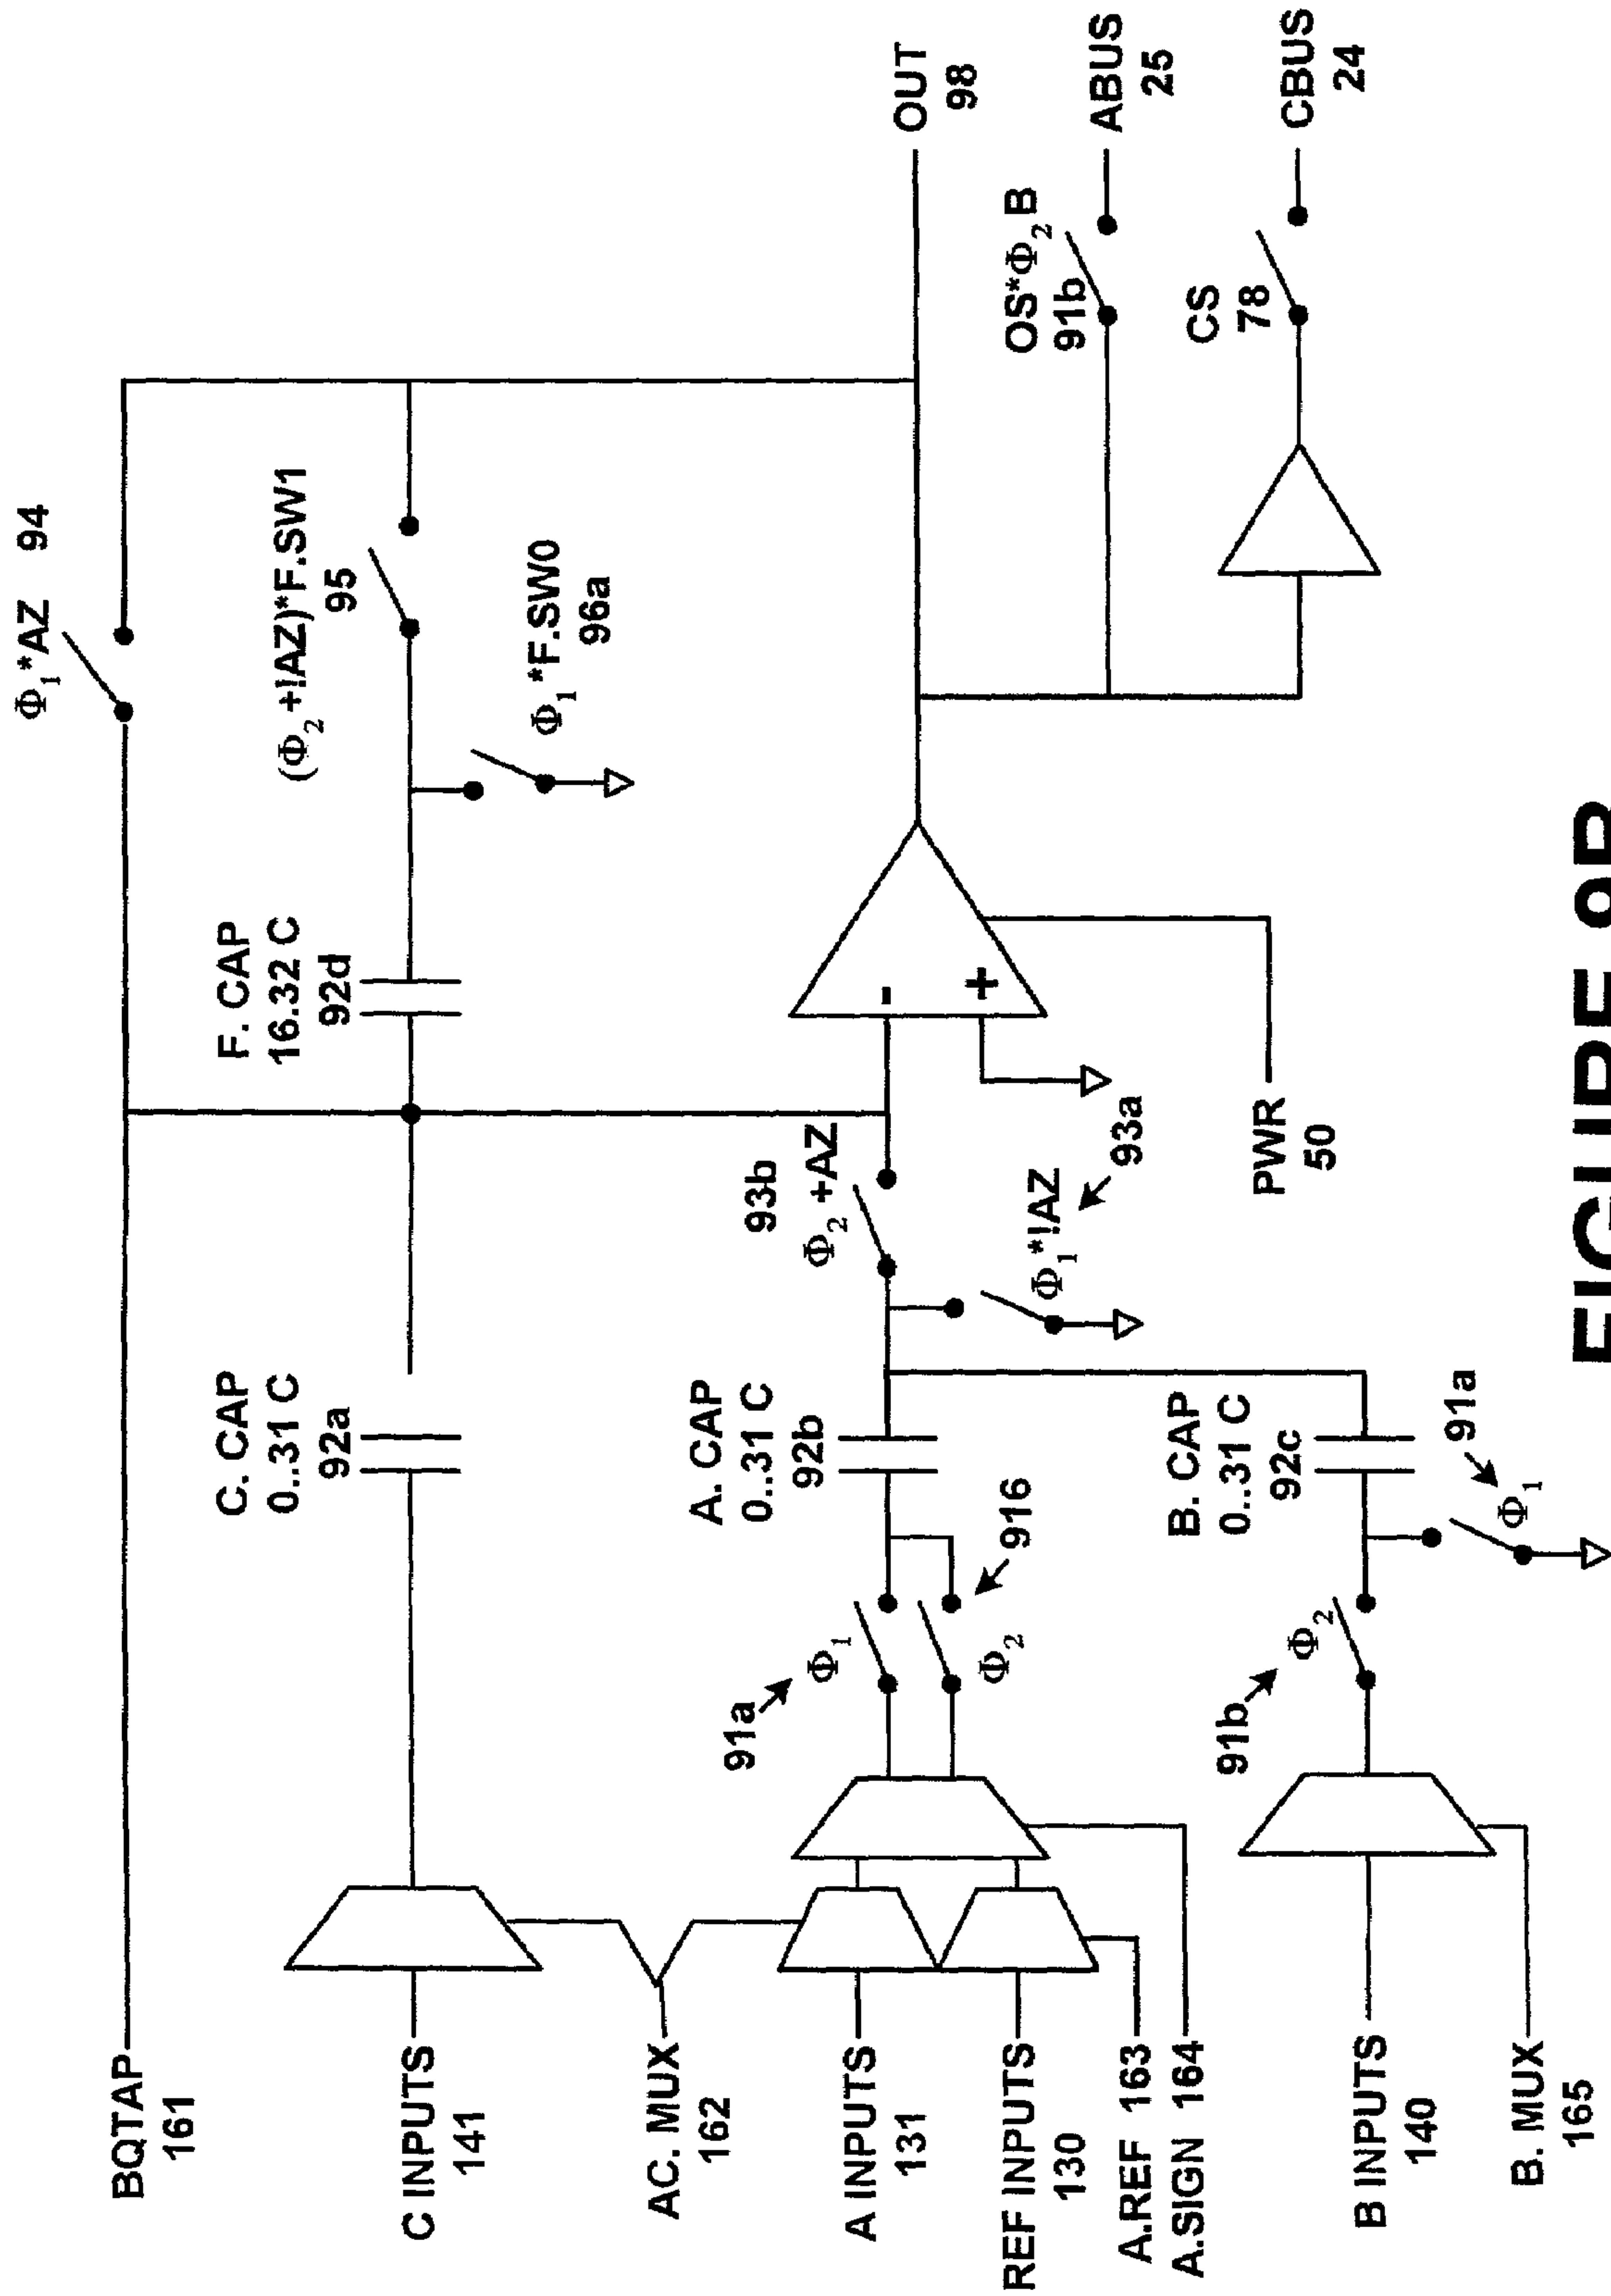 Φ1*AZ 94
(Φ2 +!AZ)*F.SW1
95
Φ1 *F.SW0
96a
F. CAP
16.32 C
92d
C. CAP
0..31 C
92a
BQTAP
161
C INPUTS
141
AC. MUX
162
A INPUTS
131
REF INPUTS
130
A.REF 163
A.SIGN 164
B INPUTS
140
B. MUX
165
91a
Φ1
Φ2
916
A. CAP
0..31 C
92b
91b
Φ2
B. CAP
0..31 C
92c
91a
Φ1
93b
Φ2 +AZ
Φ1*!AZ
93a
-
+
PWR
50
OUT
98
OS*Φ2B
91b
ABUS
25
CS
78
CBUS
24
FIGURE